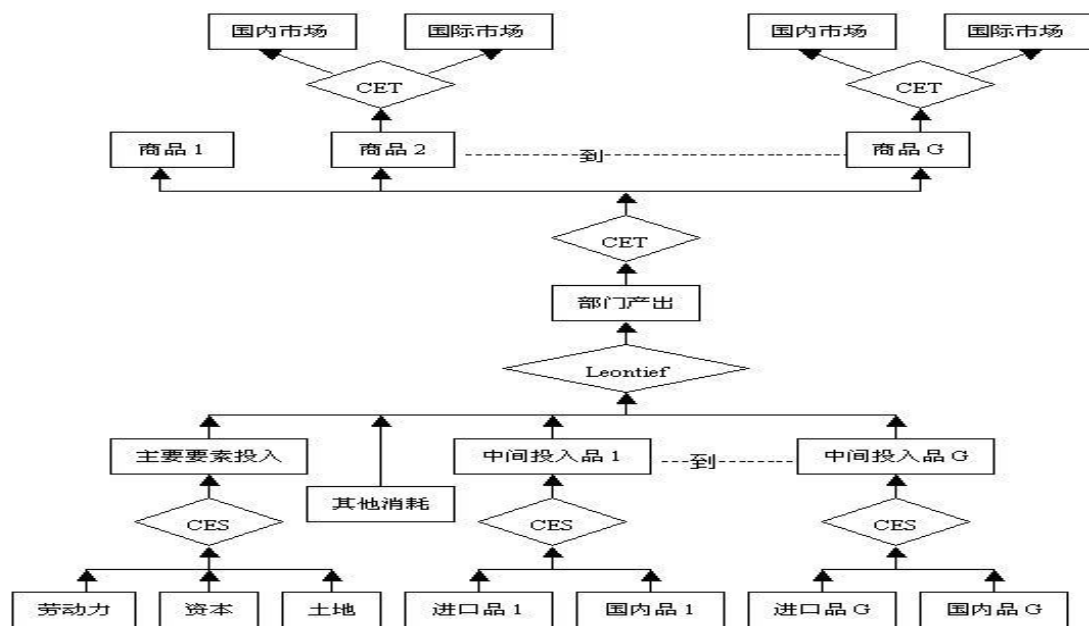 国内市场 国际市场 国内市场 国际市场
CET CET
商品 1 商品 2 到 商品 G
CET
部门产出
Leontief
主要要素投入 中间投入品 1 到 中间投入品 G
其他消耗
CES CES CES
劳动力 资本 土地 进口品 1 国内品 1 进口品 G 国内品 G